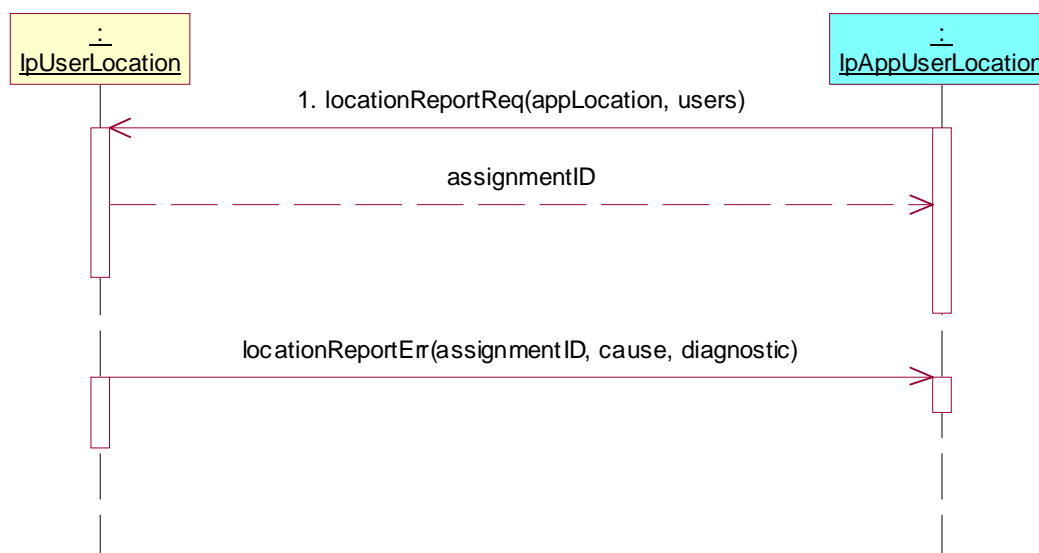 :
IpUserLocation
:
IpAppUserLocation
1. locationReportReq(appLocation, users)
assignmentID
locationReportErr(assignmentID, cause, diagnostic)